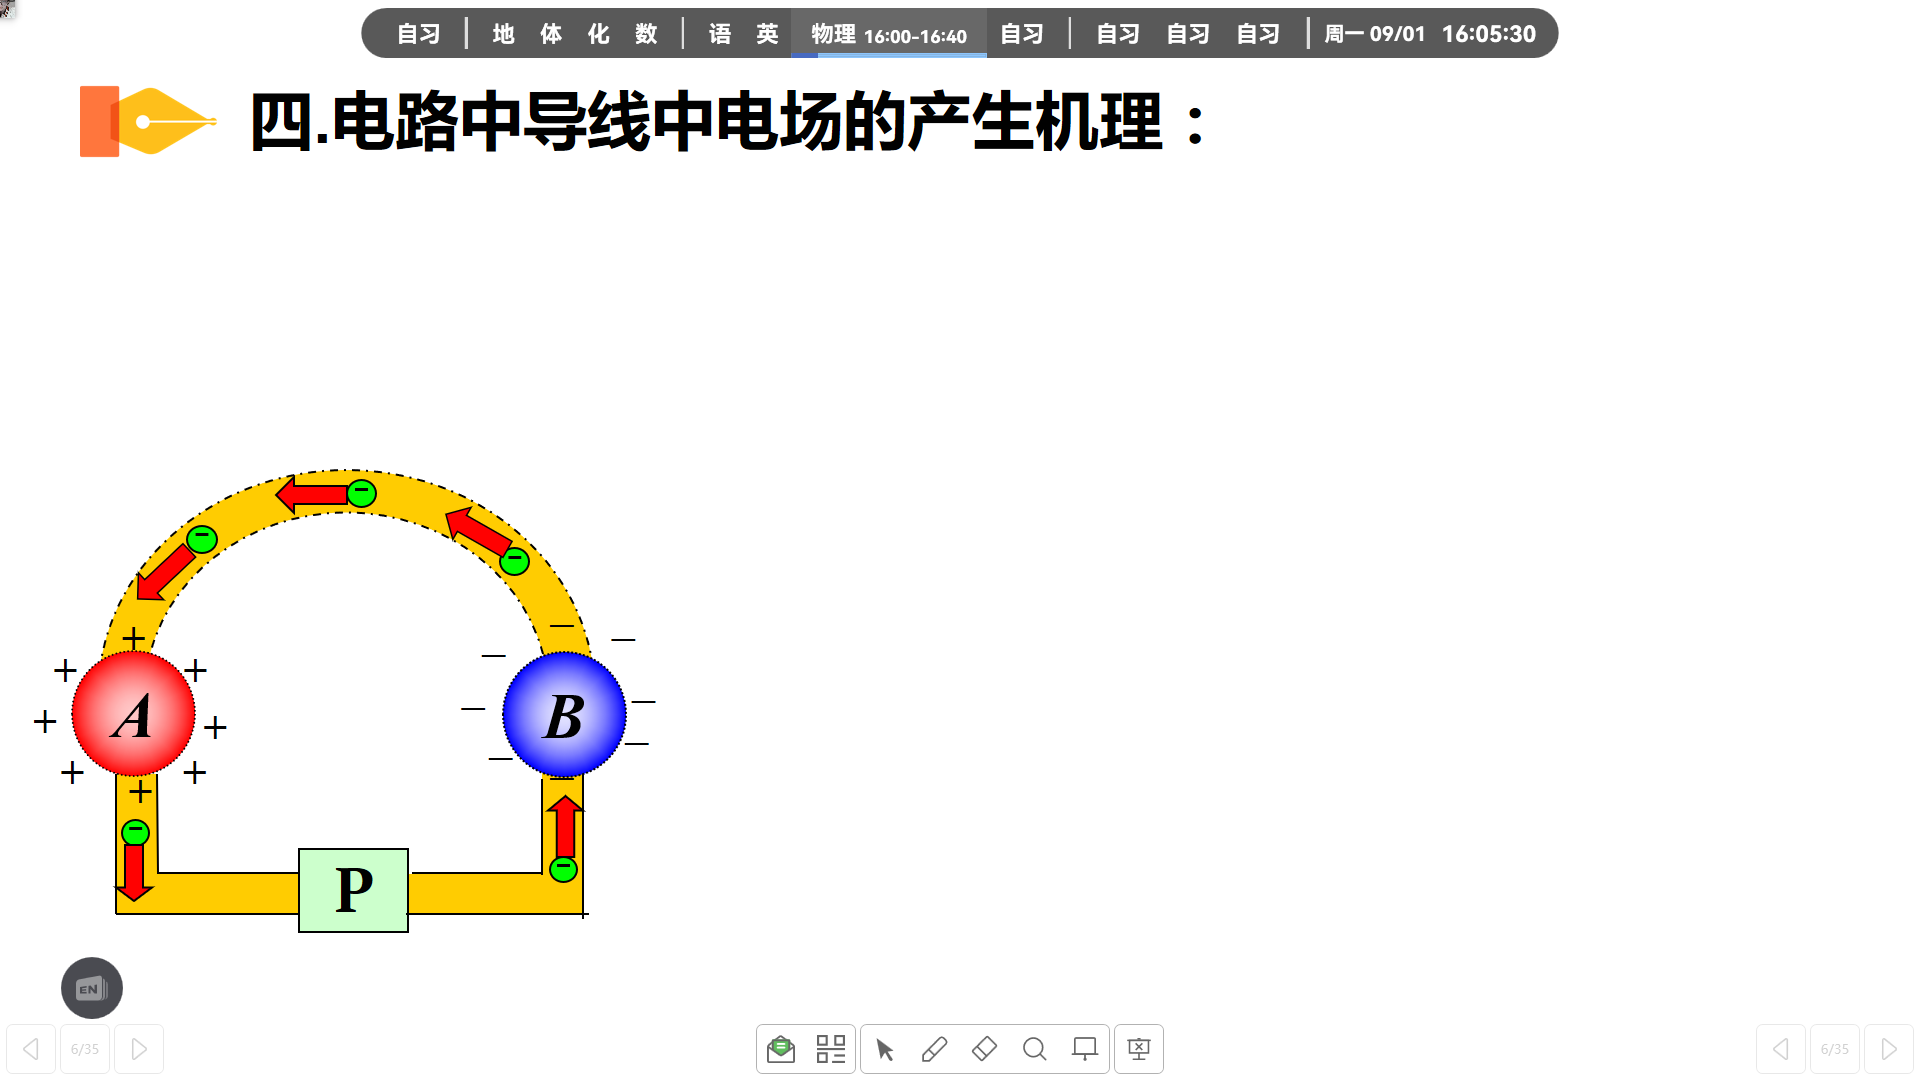 自习 | 地 体 化 数 | 语 英 物理 16:00-16:40 自习 | 自习 自习 自习 | 周一 09/01 16:05:30
四.电路中导线中电场的产生机理：
−
−
−
+ −
− −
+ +
+ A + − B −
+ + − −
+ −
−
P −
EN
6/35 6/35